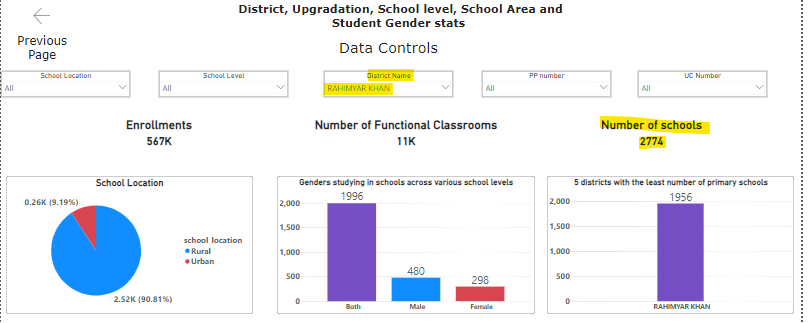 District, Upgradation, School level, School Area and
Student Gender stats
Previous
Page
Data Controls
School Location
All
School Level
All
District Name
RAHIMYAR KHAN
PP number
All
UC Number
All
Enrollments
567K
Number of Functional Classrooms
11K
Number of schools
2774
School Location
0.26K (9.19%)
2.52K (90.81%)
school_location
Rural
Urban
Genders studying in schools across various school levels
2,000
1,500
1,000
500
0
1996
480
298
Both
Male
Female
5 districts with the least number of primary schools
2,000
1,500
1,000
500
0
1956
RAHIMYAR KHAN